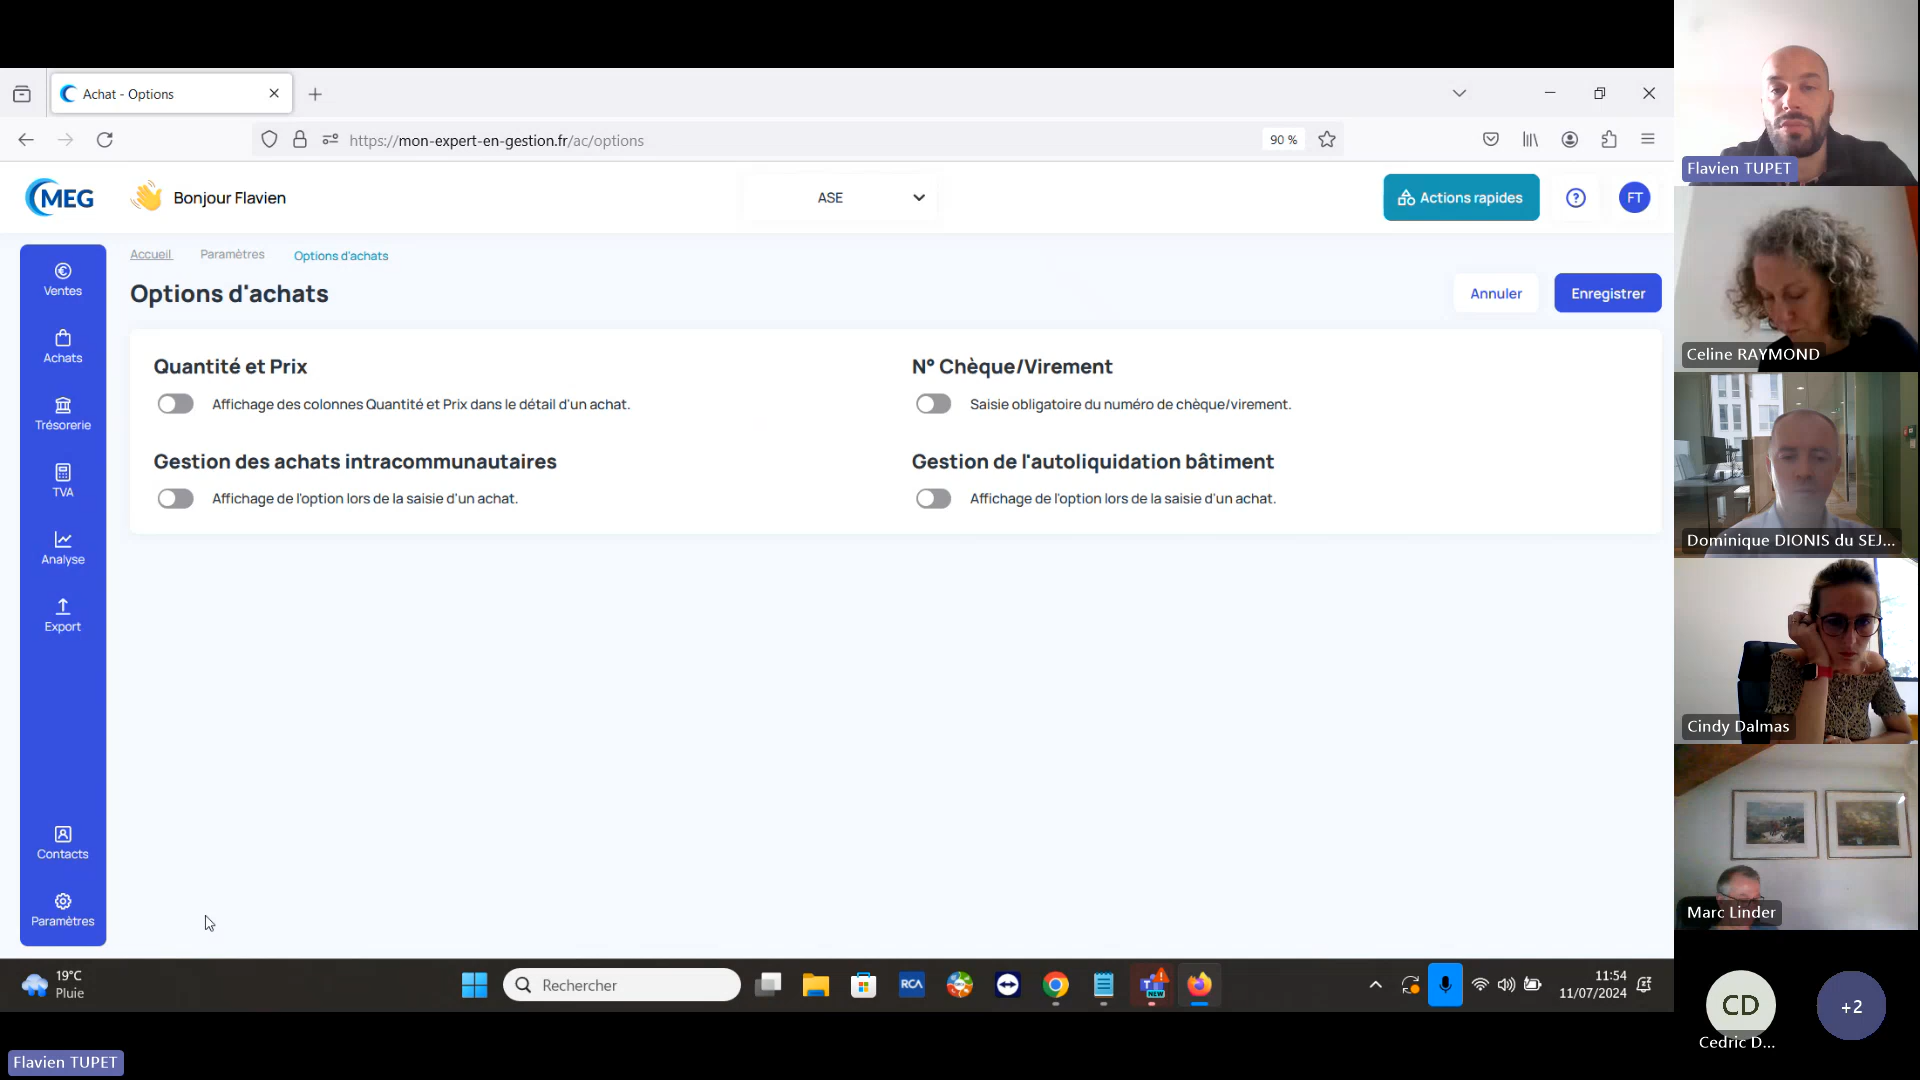 Achat - Options
https://mon-expert-en-gestion.fr/ac/options
90 %
MEG
Bonjour Flavien
ASE
Actions rapides
FT
Ventes
Achats
Trésorerie
TVA
Analyse
Export
Contacts
Paramètres
Accueil
Paramètres
Options d'achats
Options d'achats
Annuler
Enregistrer
Quantité et Prix
Affichage des colonnes Quantité et Prix dans le détail d'un achat.
N° Chèque/Virement
Saisie obligatoire du numéro de chèque/virement.
Gestion des achats intracommunautaires
Affichage de l'option lors de la saisie d'un achat.
Gestion de l'autoliquidation bâtiment
Affichage de l'option lors de la saisie d'un achat.
19°C
Pluie
Rechercher
RCA
NEW
11:54
11/07/2024
Flavien TUPET
Flavien TUPET
Celine RAYMOND
Dominique DIONIS du SEJ...
Cindy Dalmas
Marc Linder
CD
Cedric D...
+2